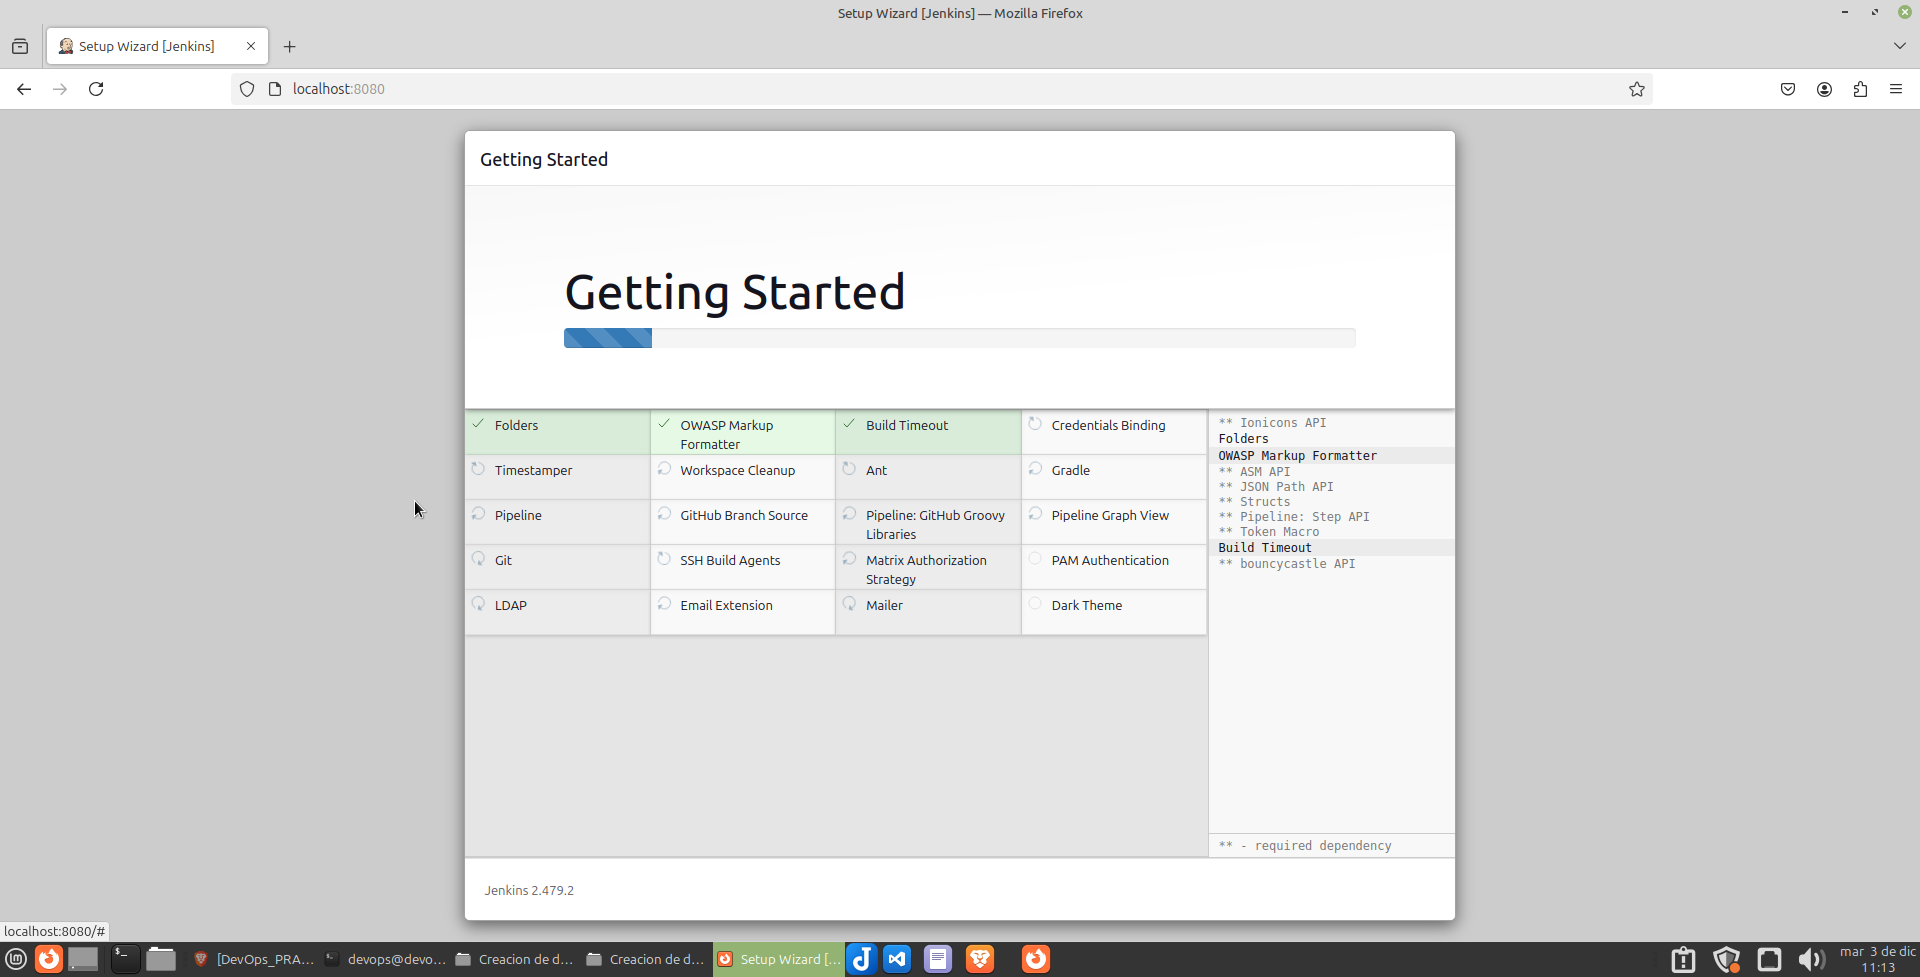 Setup Wizard [Jenkins] — Mozilla Firefox
Setup Wizard [Jenkins]
localhost:8080
Getting Started
Getting Started
Folders
OWASP Markup
Formatter
Build Timeout
Credentials Binding
Timestamper
Workspace Cleanup
Ant
Gradle
Pipeline
GitHub Branch Source
Pipeline: GitHub Groovy
Libraries
Pipeline Graph View
Git
SSH Build Agents
Matrix Authorization
Strategy
PAM Authentication
LDAP
Email Extension
Mailer
Dark Theme
** Ionicons API
Folders
OWASP Markup Formatter
** ASM API
** JSON Path API
** Structs
** Pipeline: Step API
** Token Macro
Build Timeout
** bouncycastle API
** - required dependency
Jenkins 2.479.2
localhost:8080/#
[DevOps_PRA...
devops@devo...
Creacion de d...
Creacion de d...
Setup Wizard [...
mar 3 de dic
11:13